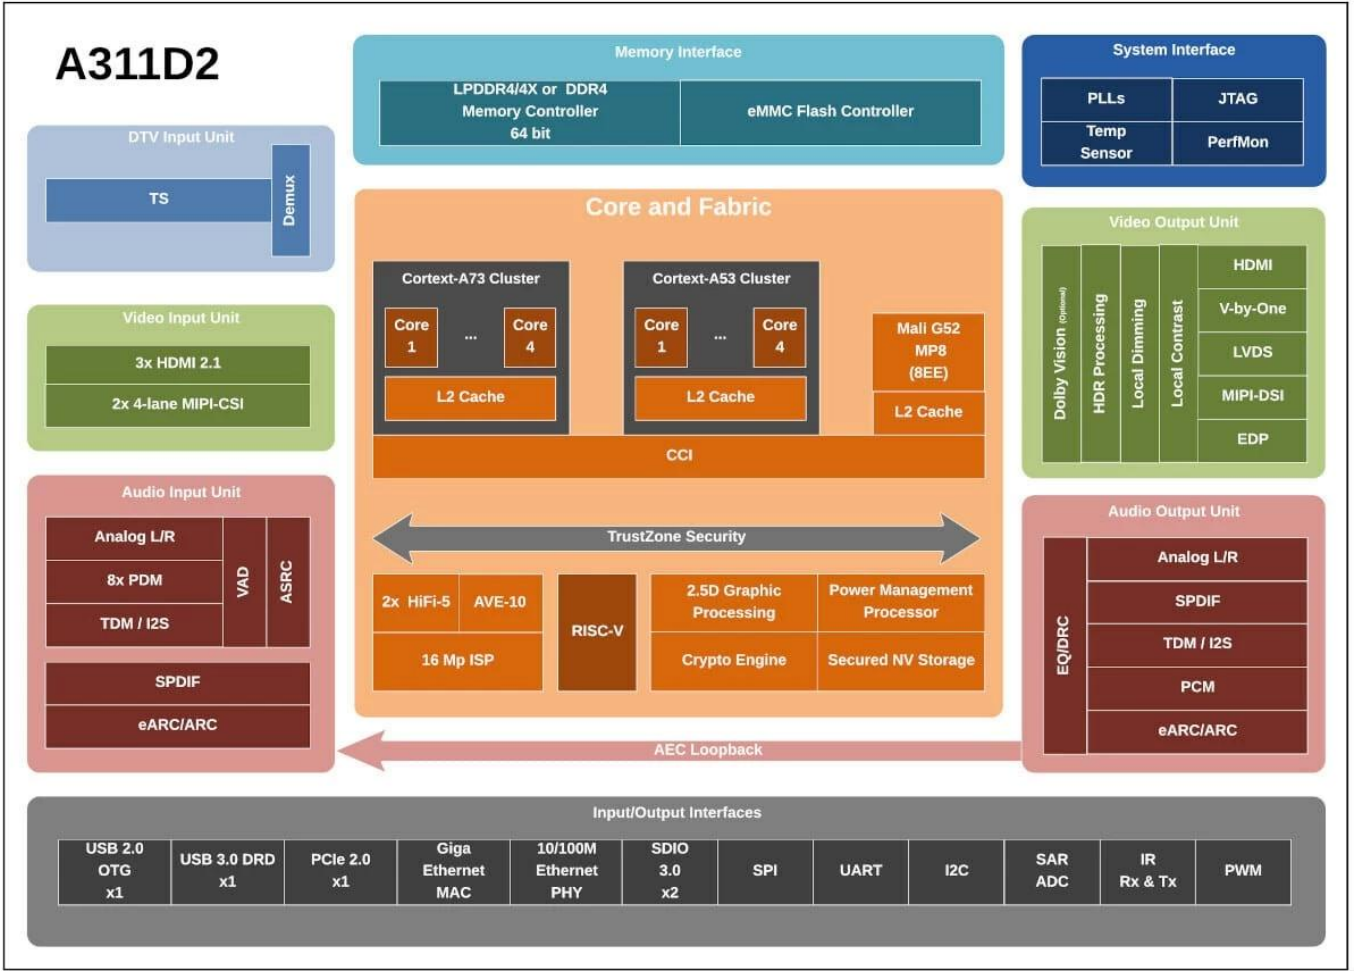 A311D2
DTV Input Unit
TS
Demux
Video Input Unit
3x HDMI 2.1
2x 4-lane MIPI-CSI
Audio Input Unit
Analog L/R
8x PDM
TDM / I2S
VAD
ASRC
SPDIF
eARC/ARC
Memory Interface
LPDDR4/4X or DDR4
Memory Controller
64 bit
eMMC Flash Controller
Core and Fabric
Cortext-A73 Cluster
Core
1
...
Core
4
L2 Cache
Cortext-A53 Cluster
Core
1
...
Core
4
L2 Cache
Mali G52
MP8
(8EE)
L2 Cache
CCI
TrustZone Security
2x HiFi-5
AVE-10
16 Mp ISP
RISC-V
2.5D Graphic
Processing
Power Management
Processor
Crypto Engine
Secured NV Storage
AEC Loopback
System Interface
PLLs
JTAG
Temp
Sensor
PerfMon
Video Output Unit
Dolby Vision (Optional)
HDR Processing
Local Dimming
Local Contrast
HDMI
V-by-One
LVDS
MIPI-DSI
EDP
Audio Output Unit
EQ/DRC
Analog L/R
SPDIF
TDM / I2S
PCM
eARC/ARC
Input/Output Interfaces
USB 2.0
OTG
x1
USB 3.0 DRD
x1
PCIe 2.0
x1
Giga
Ethernet
MAC
10/100M
Ethernet
PHY
SDIO
3.0
x2
SPI
UART
I2C
SAR
ADC
IR
Rx & Tx
PWM